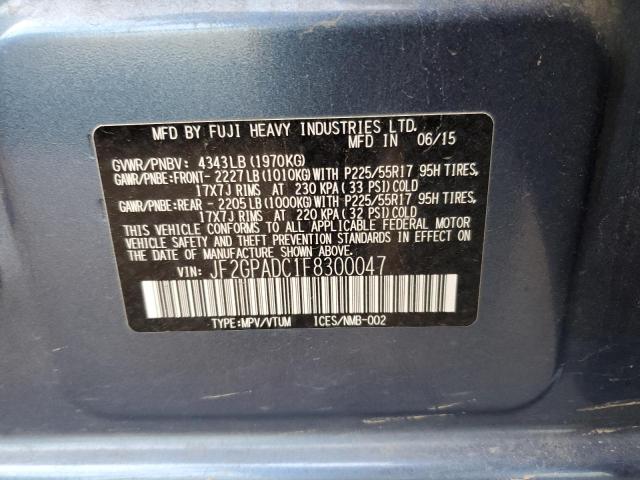 MFD BY FUJI HEAVY INDUSTRIES LTD.
MFD IN 06/15
GVWR/PNBV: 4343LB(1970KG)
GAWR/PNBE:FRONT- 2227LB(1010KG)WITH P225/55R17 95H TIRES,
17X7J RIMS AT 230 KPA(33 PSI)COLD
GAWR/PNBE:REAR - 2205LB(1000KG)WITH P225/55R17 95H TIRES,
17X7J RIMS AT 220 KPA(32 PSI)COLD
THIS VEHICLE CONFORMS TO ALL APPLICABLE FEDERAL MOTOR
VEHICLE SAFETY AND THEFT PREVENTION STANDARDS IN EFFECT ON
THE DATE OF MANUFACTURE SHOWN ABOVE.
VIN: JF2GPADC1F8300047
TYPE:MPV/VTUM ICES/NMB-002